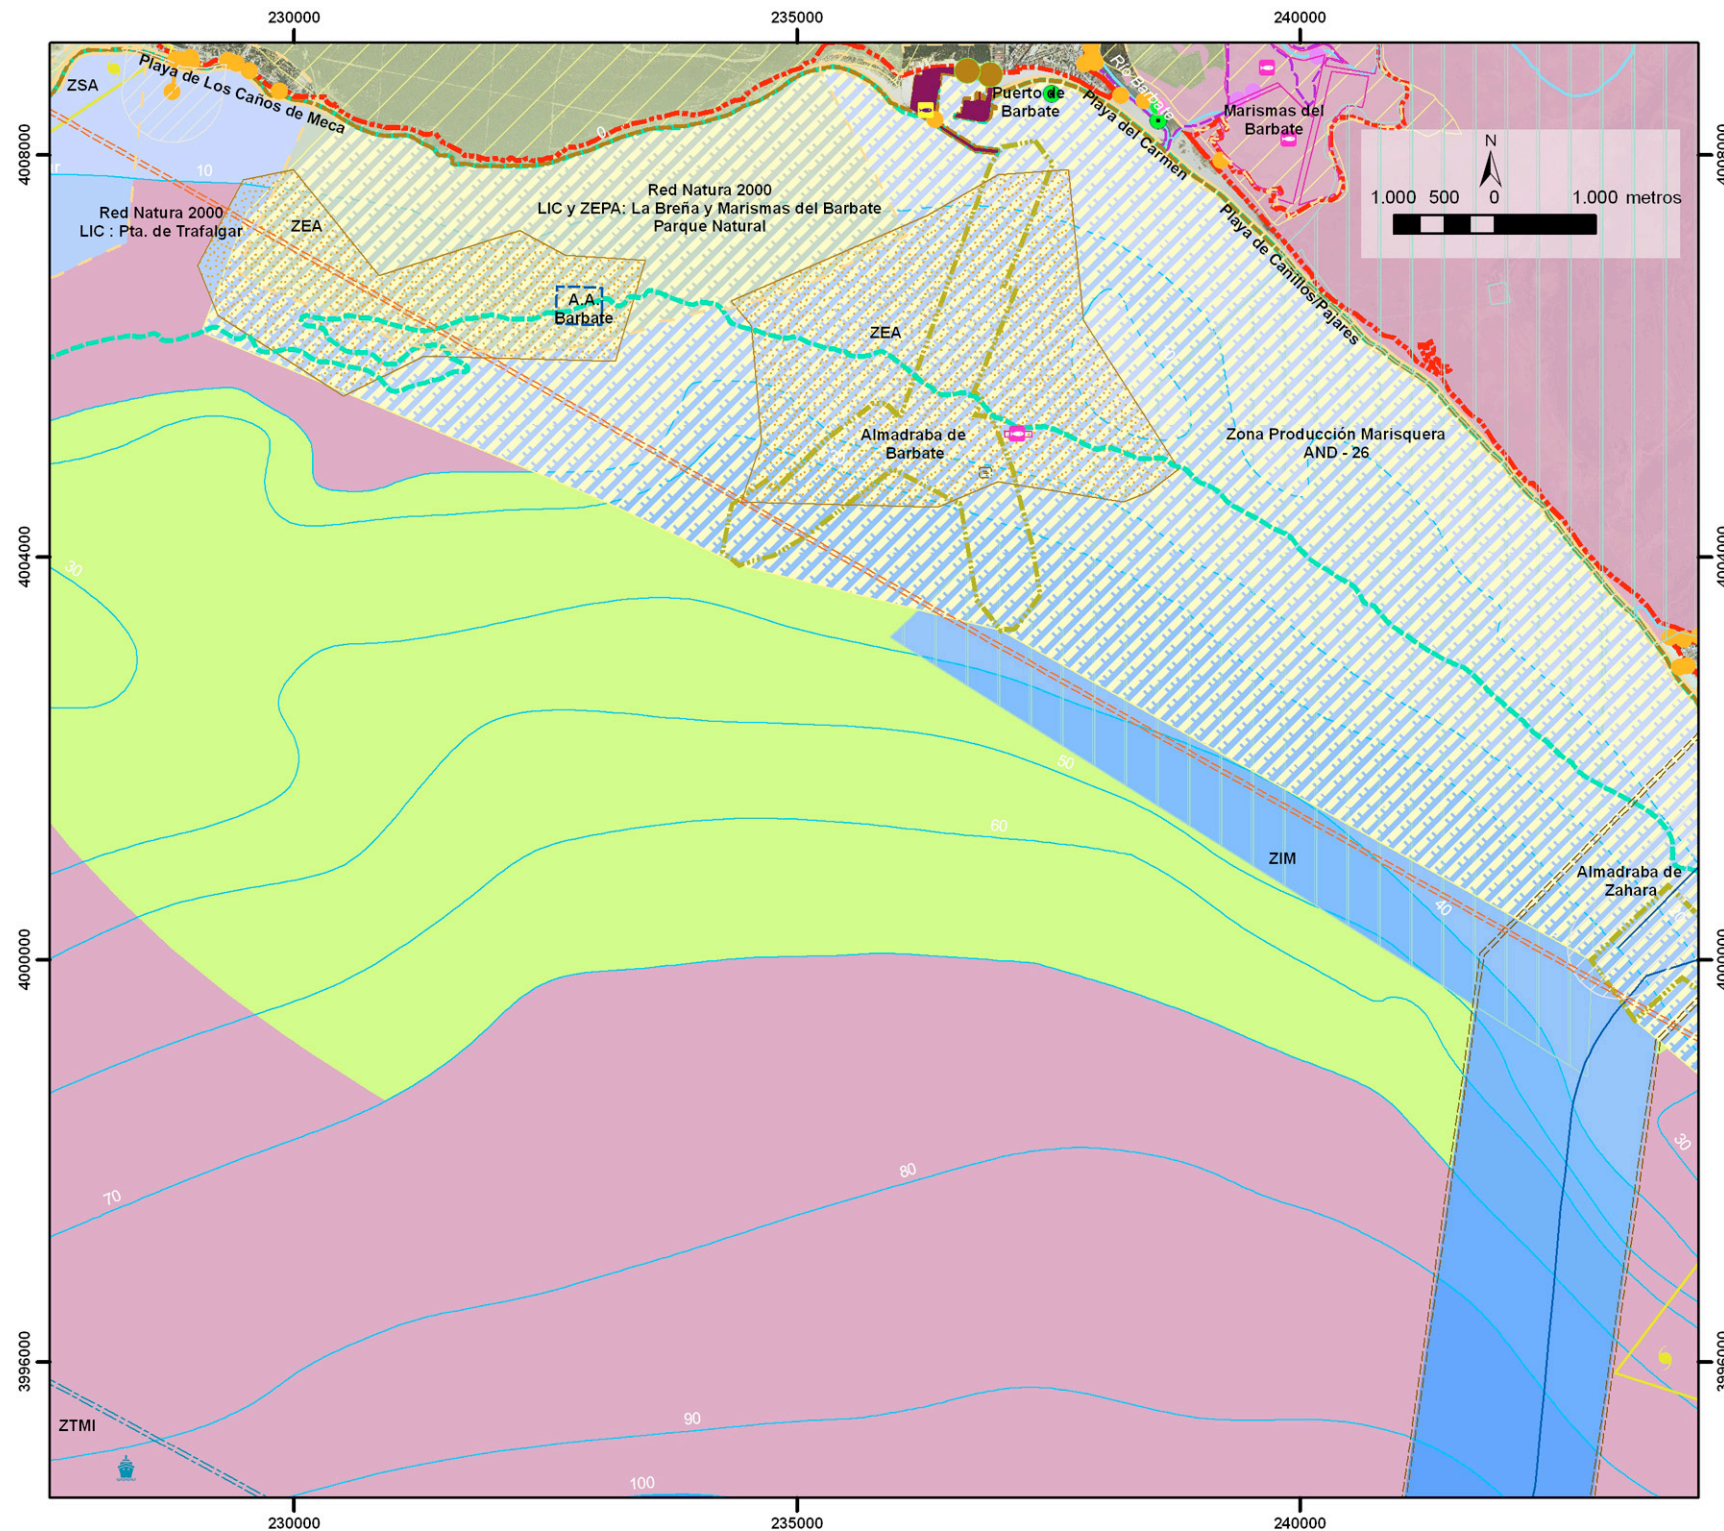 230000
235000
240000
ZSA
Playa de Los Caños de Meca
0
Puerto de
Barbate
Río Barbate
Playa del Carmen
Marismas del
Barbate
N
1.000 500 0 1.000 metros
4008000
10
Red Natura 2000
LIC : Pta. de Trafalgar
ZEA
Red Natura 2000
LIC y ZEPA: La Breña y Marismas del Barbate
Parque Natural
Playa de Canillos/Pajares
A.A.
Barbate
ZEA
Almadraba de
Barbate
Zona Producción Marisquera
AND - 26
4004000
30
50
60
ZIM
40
Almadraba de
Zahara
4000000
30
70
80
3996000
ZTMI
90
100
230000
235000
240000